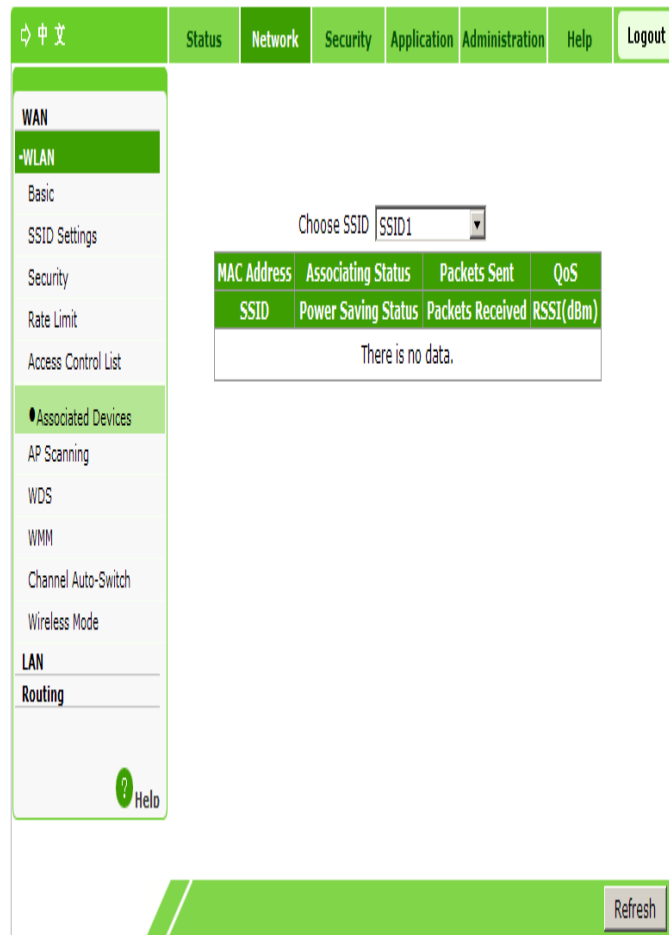 ⇨ 中文
Status Network Security Application Administration Help Logout
WAN
-WLAN
Basic
SSID Settings
Security
Rate Limit
Access Control List
●Associated Devices
AP Scanning
WDS
WMM
Channel Auto-Switch
Wireless Mode
LAN
Routing
? Help
Choose SSID SSID1
MAC Address Associating Status Packets Sent QoS
SSID Power Saving Status Packets Received RSSI(dBm)
There is no data.
Refresh